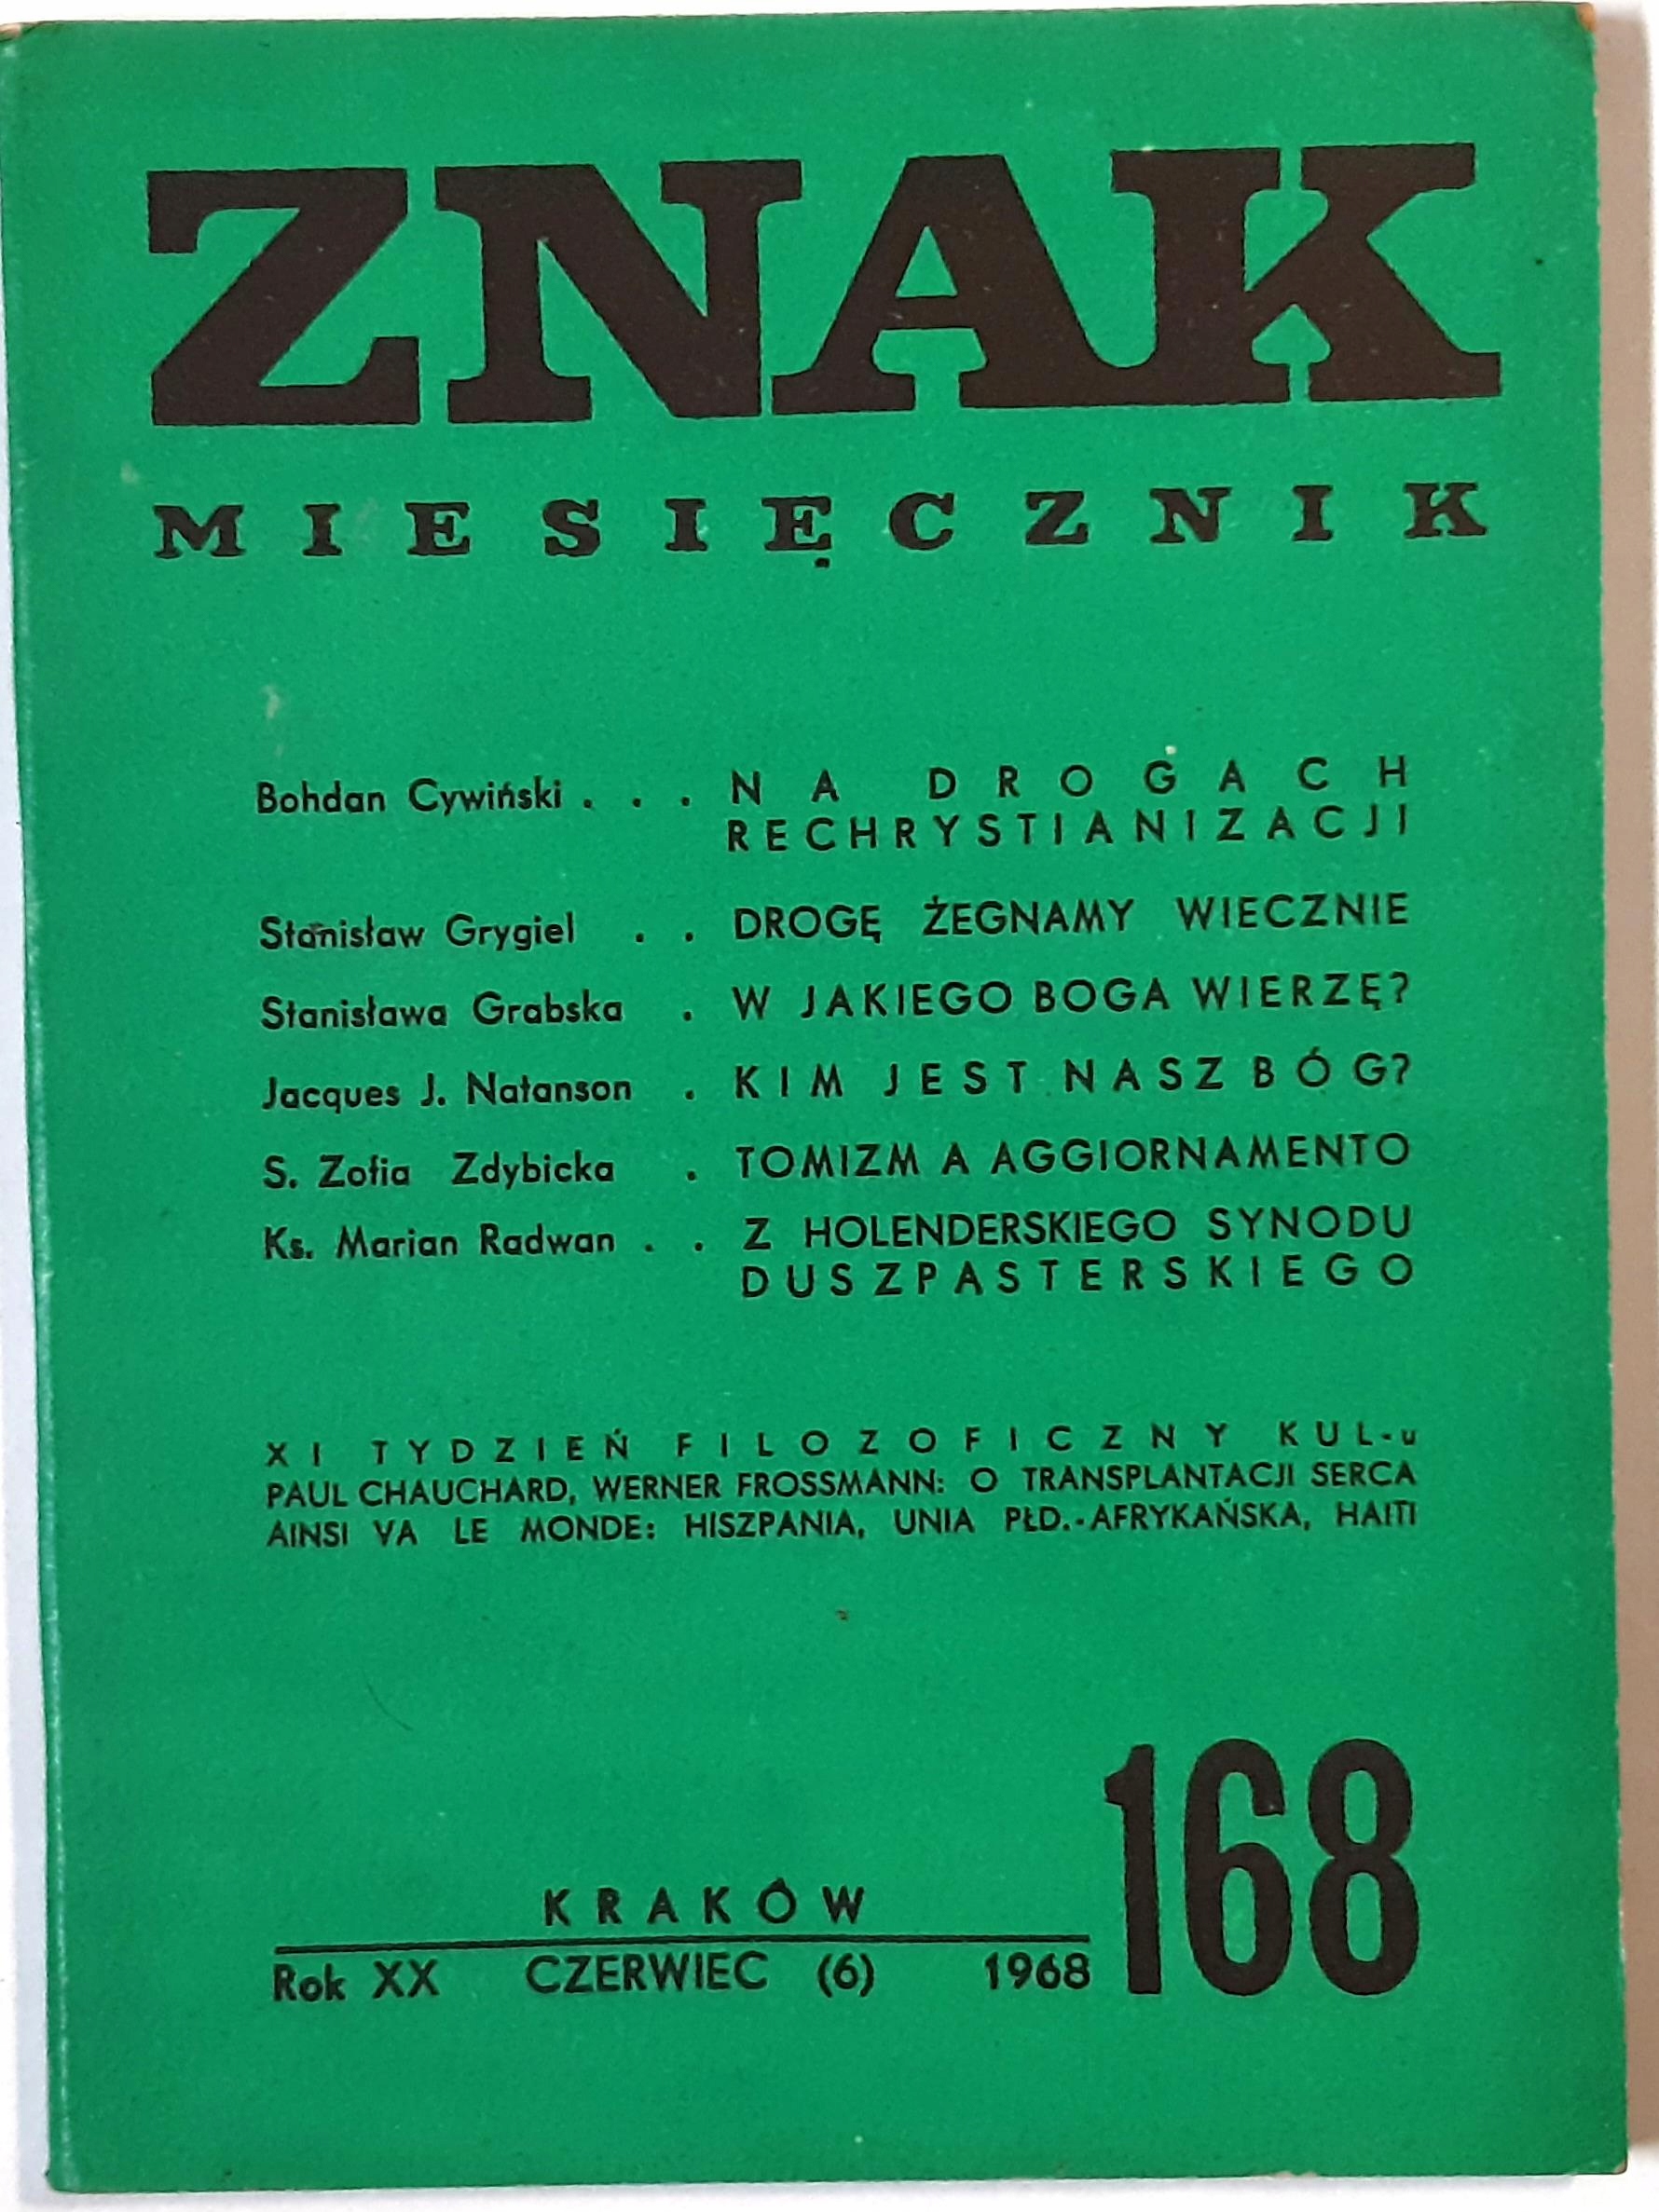 ZNAK
MIESIĘCZNIK
Bohdan Cywiński . . . NA DROGACH
RECHRYSTIANIZACJI
Stanisław Grygiel . . DROGĘ ŻEGNAMY WIECZNIE
Stanisława Grabska . W JAKIEGO BOGA WIERZĘ?
Jacques J. Natanson . KIM JEST NASZ BÓG?
S. Zofia Zdybicka . TOMIZM A AGGIORNAMENTO
Ks. Marian Radwan . . Z HOLENDERSKIEGO SYNODU
DUSZPASTERSKIEGO
XI TYDZIEŃ FILOZOFICZNY KUL-u
PAUL CHAUCHARD, WERNER FROSSMANN: O TRANSPLANTACJI SERCA
AINSI VA LE MONDE: HISZPANIA, UNIA PŁD.-AFRYKAŃSKA, HAITI
KRAKÓW
Rok XX CZERWIEC (6) 1968
168